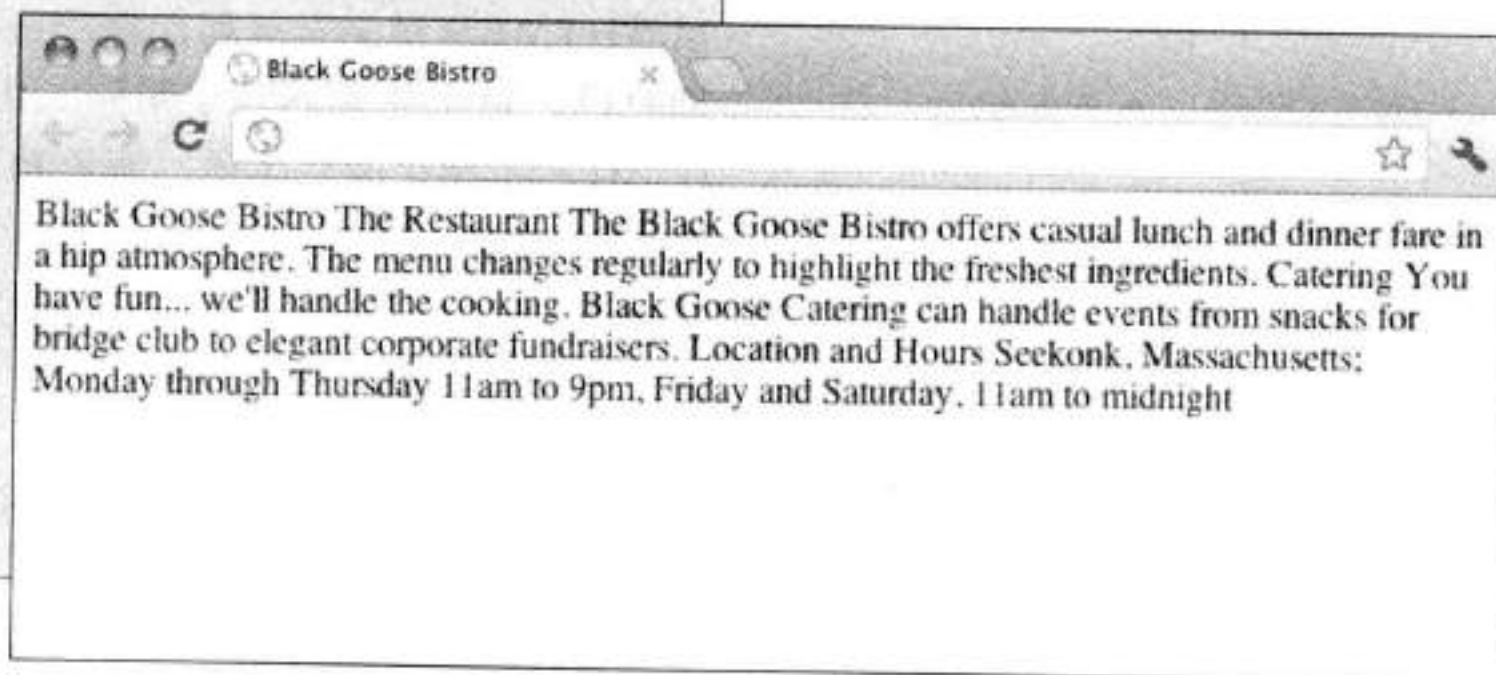 Black Goose Bistro
Black Goose Bistro The Restaurant The Black Goose Bistro offers casual lunch and dinner fare in
a hip atmosphere. The menu changes regularly to highlight the freshest ingredients. Catering You
have fun... we'll handle the cooking. Black Goose Catering can handle events from snacks for
bridge club to elegant corporate fundraisers. Location and Hours Seekonk, Massachusetts;
Monday through Thursday 11am to 9pm, Friday and Saturday, 11am to midnight